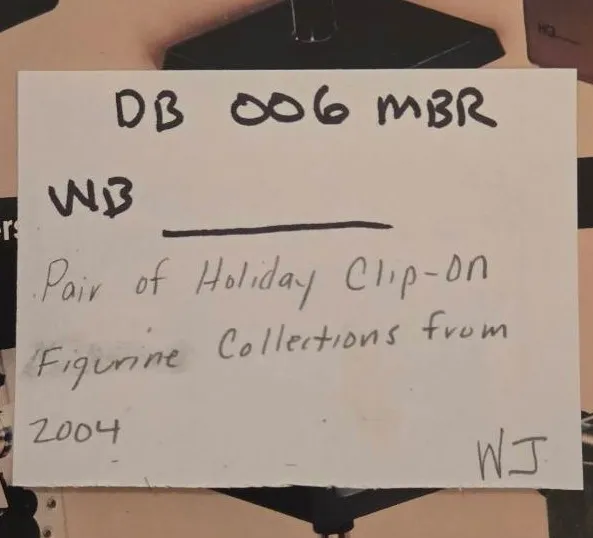 DB 006 MBR
WB
Pair of Holiday Clip-on
Figurine Collections from
2004
WJ